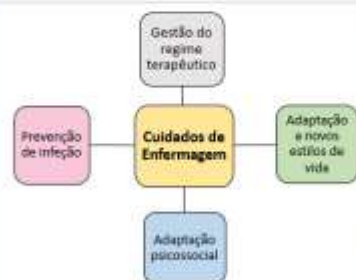 Gestão do
regime
terapêutico
Prevenção
de infeção
Cuidados de
Enfermagem
Adaptação
a novos
estilos de
vida
Adaptação
psicossocial